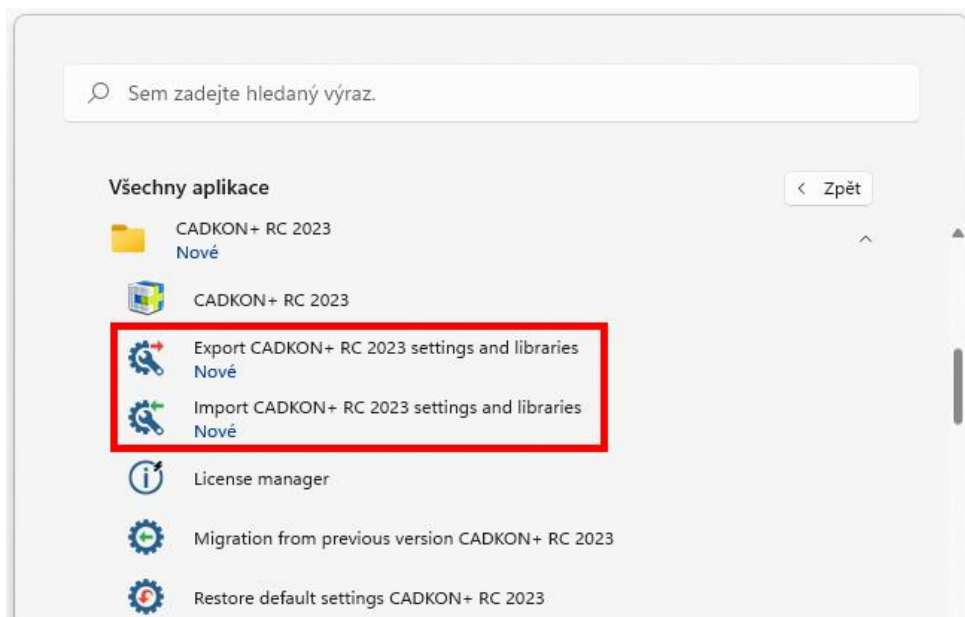 Sem zadejte hledaný výraz.
Všechny aplikace
Zpět
CADKON+ RC 2023
Nové
CADKON+ RC 2023
Export CADKON+ RC 2023 settings and libraries
Nové
Import CADKON+ RC 2023 settings and libraries
Nové
License manager
Migration from previous version CADKON+ RC 2023
Restore default settings CADKON+ RC 2023